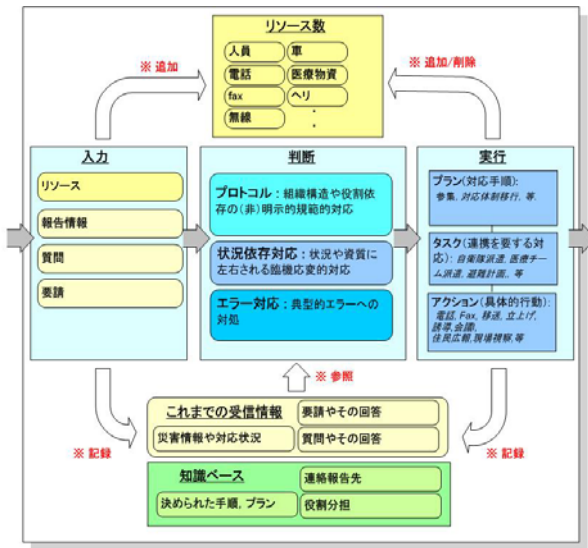 リソース数
人員
車
電話
医療物資
fax
ヘリ
無線
・
・
※ 追加
※ 追加/削除
入力
リソース
報告情報
質問
要請
判断
プロトコル：組織構造や役割依
存の（非）明示的規範的対応
状況依存対応：状況や資質に
左右される臨機応変的対応
エラー対応：典型的エラーへの
対処
実行
プラン(対応手順)：
参集, 対応体制移行, 等.
タスク(連携を要する対
応)：自衛隊派遣, 医療チー
ム派遣, 避難計画,, 等
アクション(具体的行動)：
電話, Fax, 移送, 立上げ,
誘導,会議,
住民広報,現場視察,等
※ 参照
※ 記録
※ 記録
これまでの受信情報
要請やその回答
災害情報や対応状況
質問やその回答
知識ベース
連絡報告先
決められた手順, プラン
役割分担